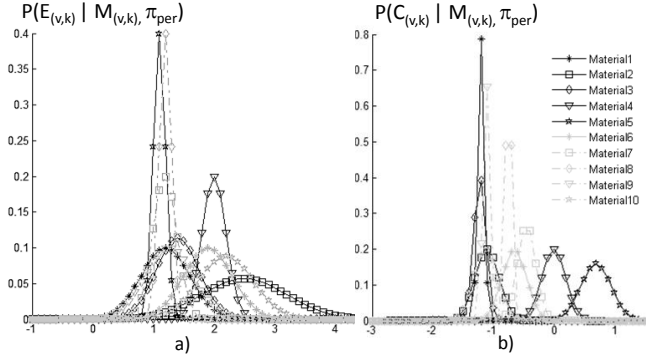 P(E(v,k) | M(v,k), πper)
P(C(v,k) | M(v,k), πper)
0.4
0.35
0.3
0.25
0.2
0.15
0.1
0.05
0
-1
0
1
2
3
4
a)
0.8
0.7
0.6
0.5
0.4
0.3
0.2
0.1
0
-3
-2
-1
0
1
2
b)
Material1
Material2
Material3
Material4
Material5
Material6
Material7
Material8
Material9
Material10